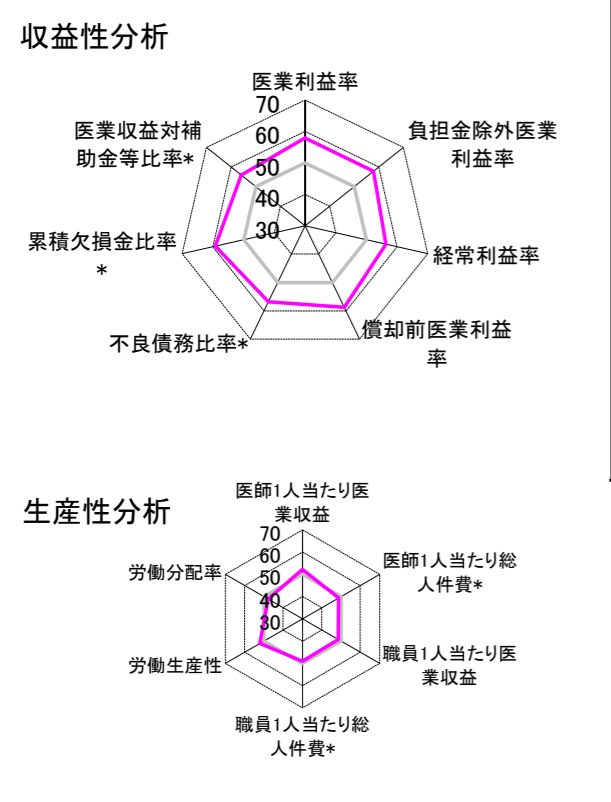 収益性分析
医業利益率
70
60
50
40
30
負担金除外医業
利益率
経常利益率
償却前医業利益
率
不良債務比率*
累積欠損金比率
*
医業収益対補
助金等比率*
生産性分析
医師1人当たり医
業収益
70
60
50
40
30
医師1人当たり総
人件費*
職員1人当たり医
業収益
職員1人当たり総
人件費*
労働生産性
労働分配率